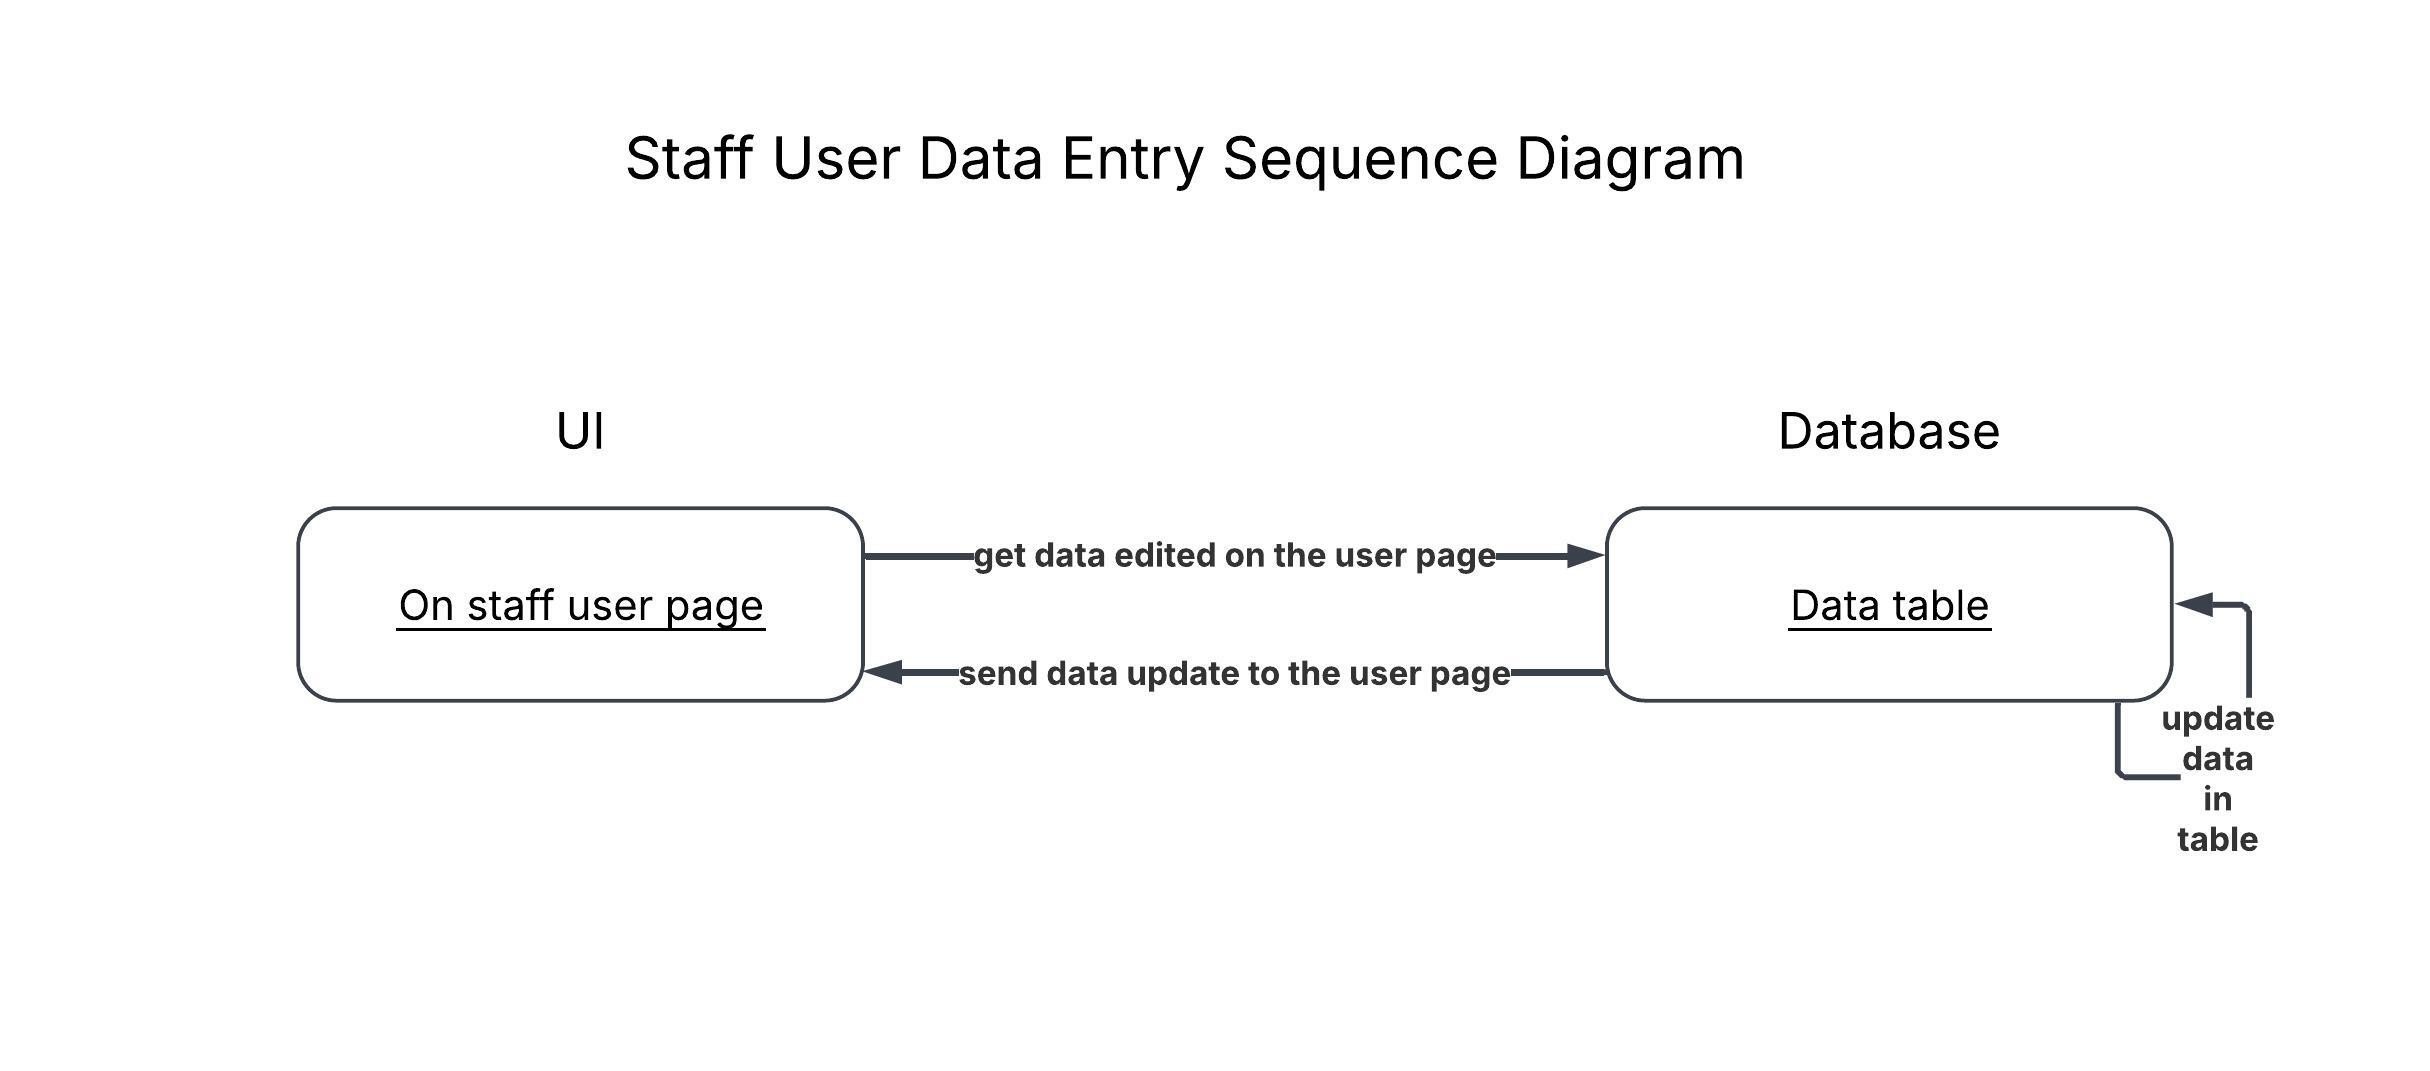 Staff User Data Entry Sequence Diagram
UI
Database
get data edited on the user page
On staff user page
Data table
send data update to the user page
update
data
in
table